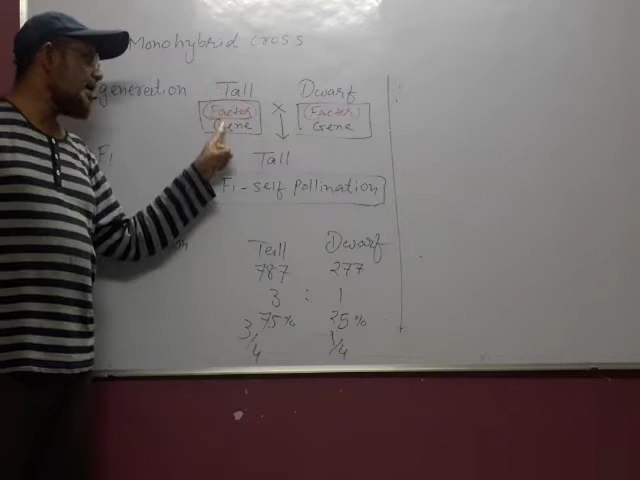 Monohybrid cross
generation Tall Dwarf
(Factor) × (Factor)
Gene Gene
F1 Tall
F1 - self pollination
Tall Dwarf
787 277
3 : 1
75% 25%
3/4 1/4